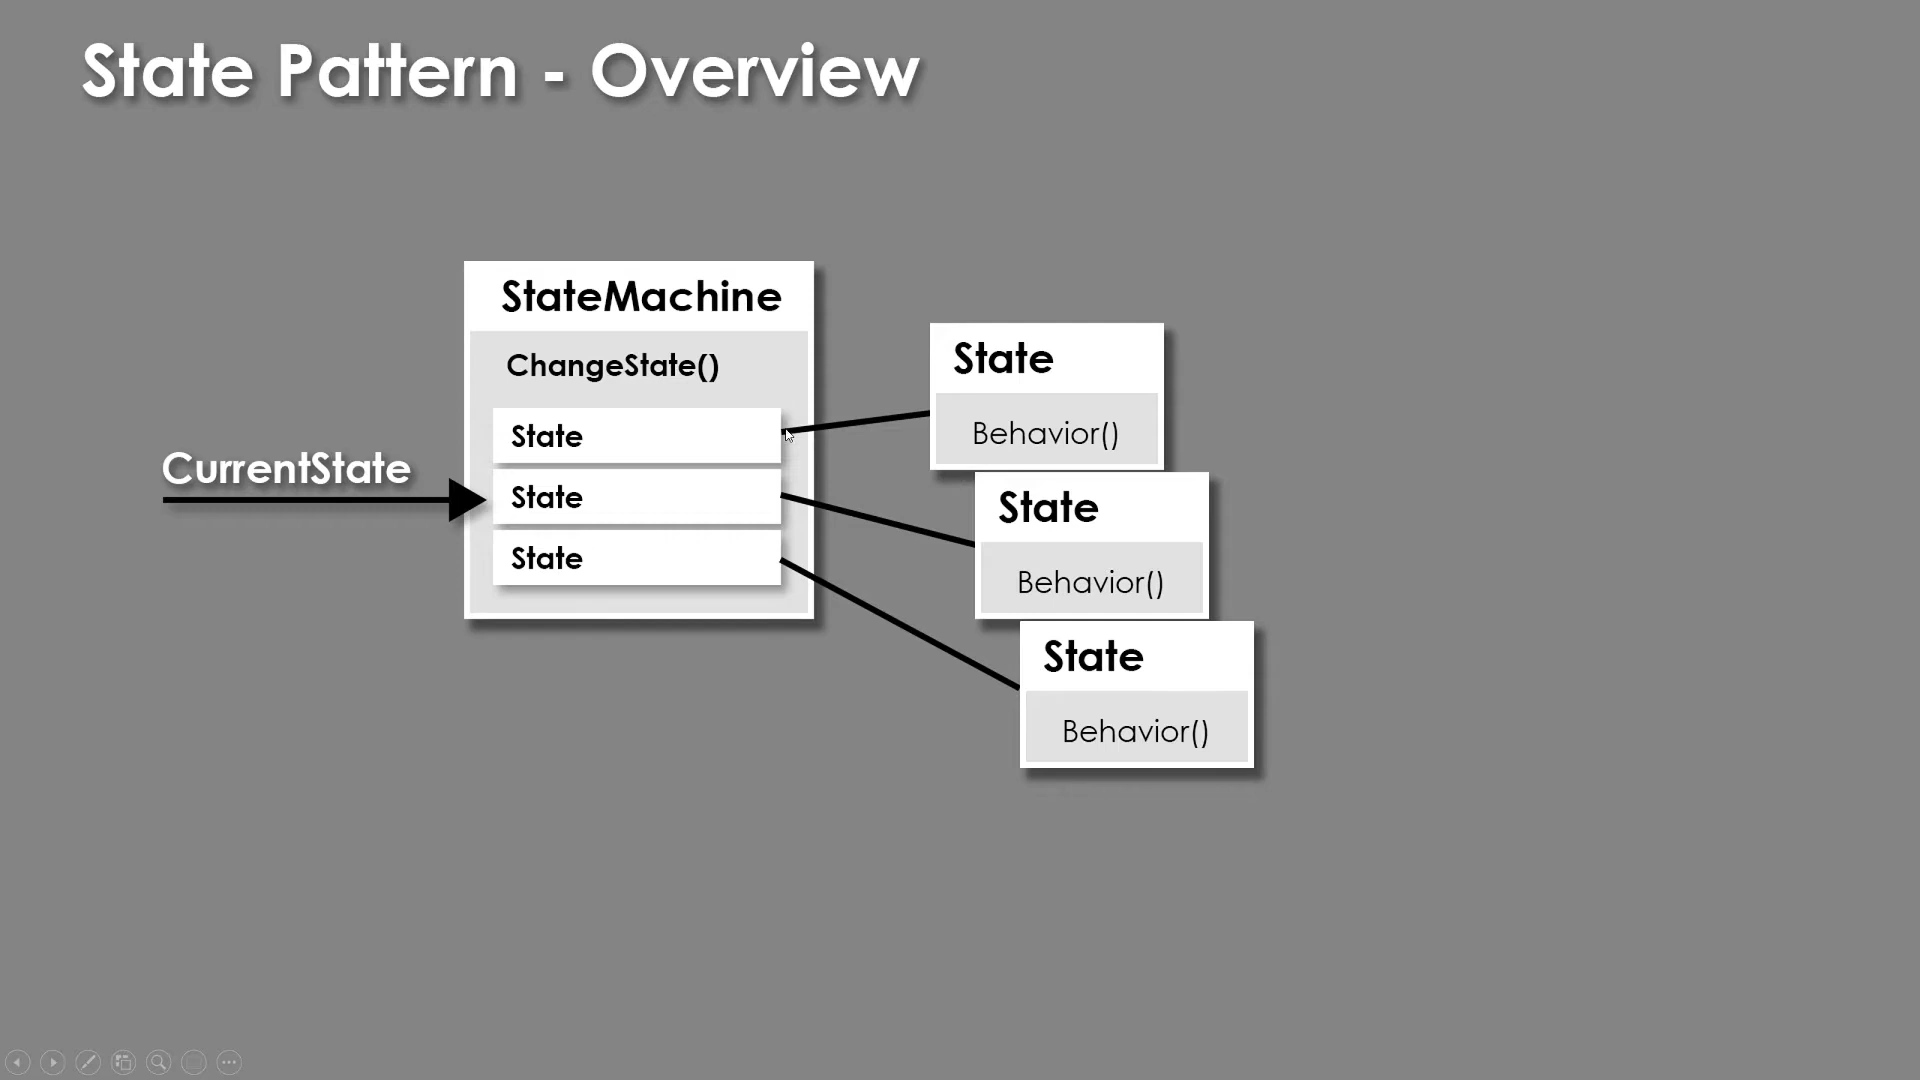 State Pattern - Overview
StateMachine
ChangeState()
State
State
State
CurrentState
State
Behavior()
State
Behavior()
State
Behavior()